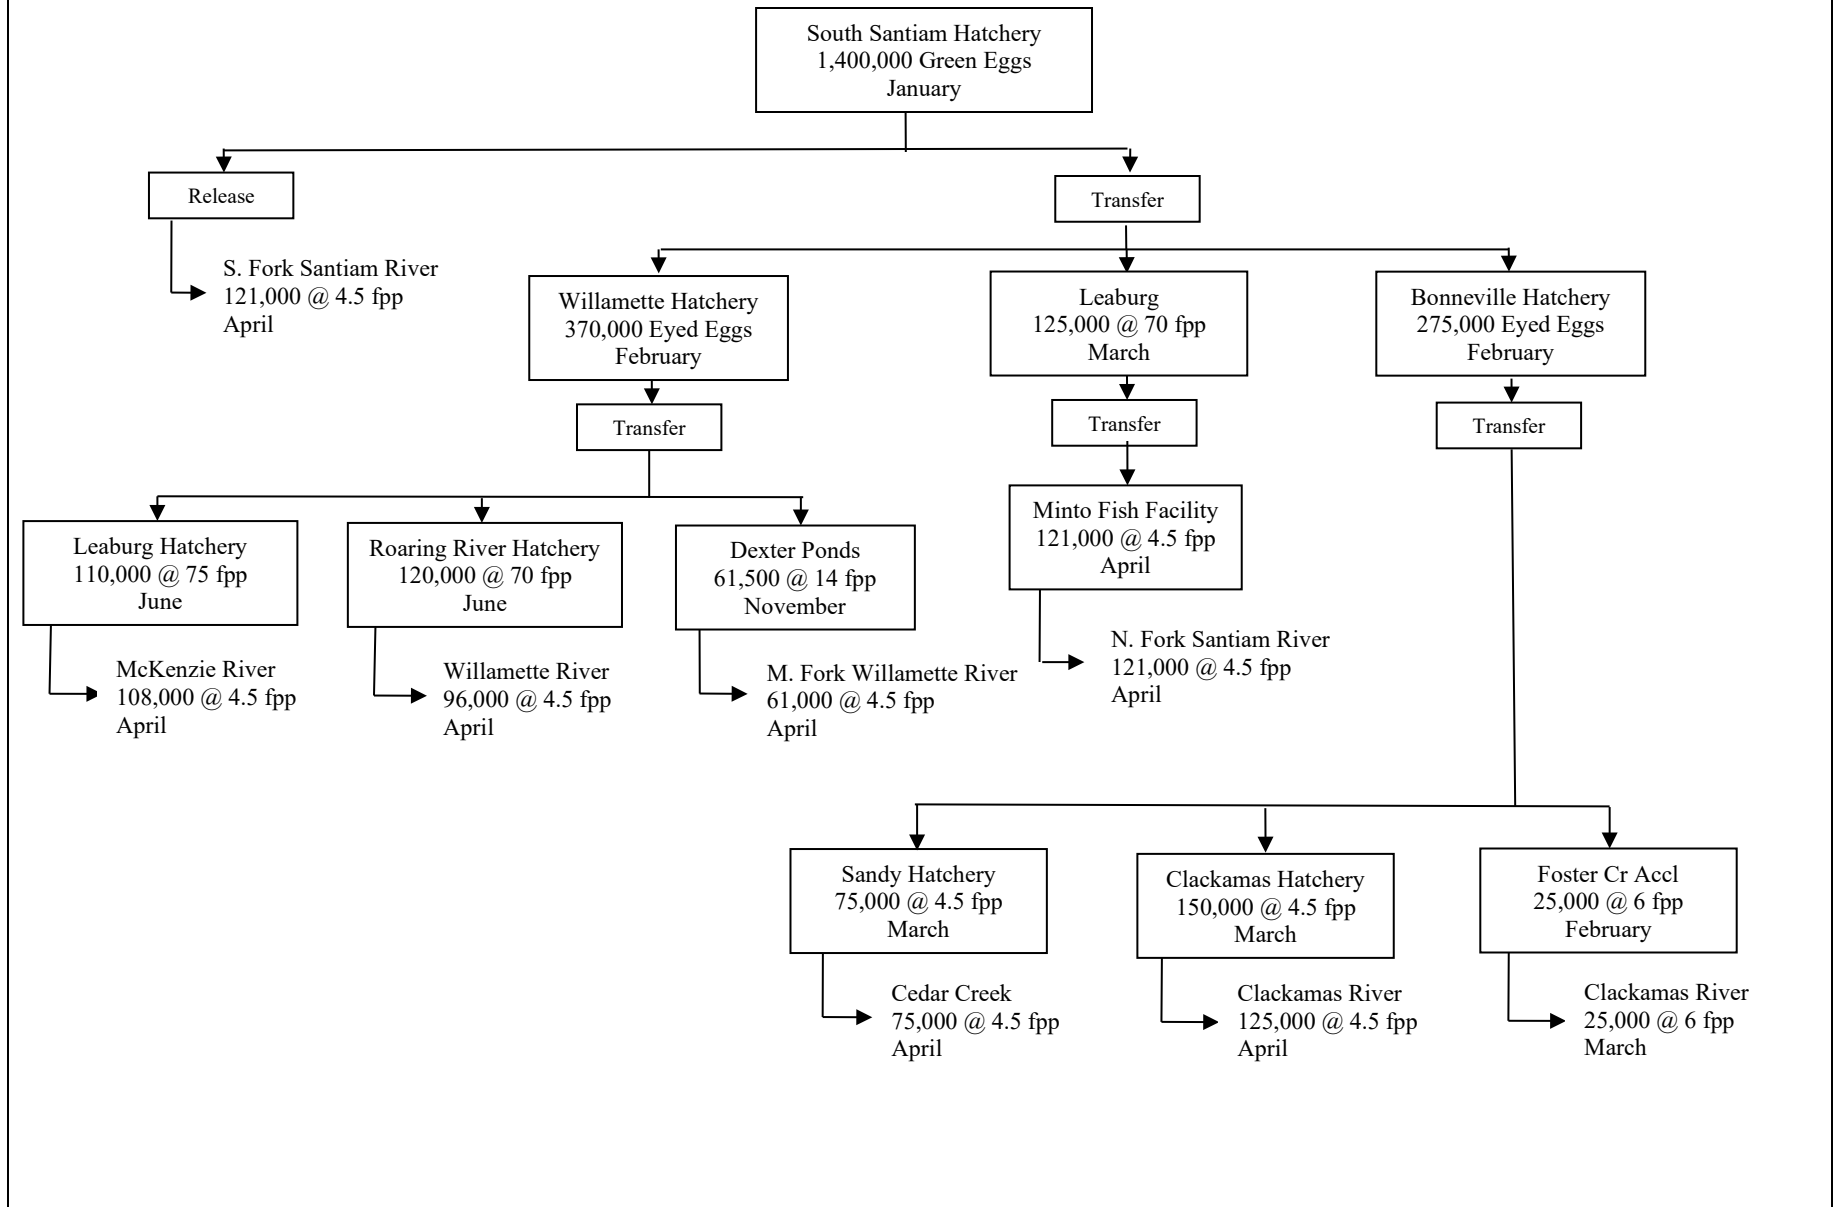 South Santiam Hatchery
1,400,000 Green Eggs
January
Release
Transfer
S. Fork Santiam River
121,000 @ 4.5 fpp
April
Willamette Hatchery
370,000 Eyed Eggs
February
Leaburg
125,000 @ 70 fpp
March
Bonneville Hatchery
275,000 Eyed Eggs
February
Transfer
Transfer
Transfer
Leaburg Hatchery
110,000 @ 75 fpp
June
Roaring River Hatchery
120,000 @ 70 fpp
June
Dexter Ponds
61,500 @ 14 fpp
November
Minto Fish Facility
121,000 @ 4.5 fpp
April
McKenzie River
108,000 @ 4.5 fpp
April
Willamette River
96,000 @ 4.5 fpp
April
M. Fork Willamette River
61,000 @ 4.5 fpp
April
N. Fork Santiam River
121,000 @ 4.5 fpp
April
Sandy Hatchery
75,000 @ 4.5 fpp
March
Clackamas Hatchery
150,000 @ 4.5 fpp
March
Foster Cr Accl
25,000 @ 6 fpp
February
Cedar Creek
75,000 @ 4.5 fpp
April
Clackamas River
125,000 @ 4.5 fpp
April
Clackamas River
25,000 @ 6 fpp
March